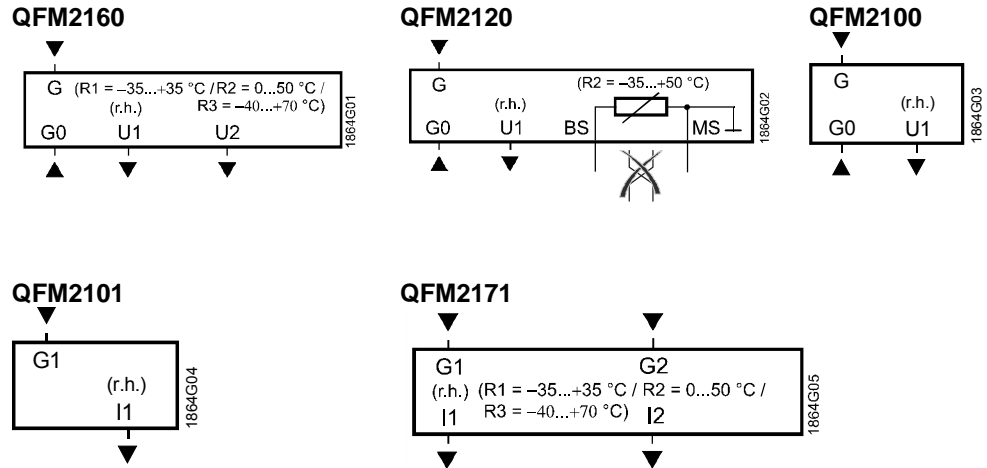 QFM2160
G (R1 = –35...+35 °C / R2 = 0...50 °C /
(r.h.) R3 = –40...+70 °C)
G0 U1 U2
1864G01
QFM2120
G (R2 = –35...+50 °C)
(r.h.)
G0 U1 BS MS
1864G02
QFM2100
G
(r.h.)
G0 U1
1864G03
QFM2101
G1
(r.h.)
I1
1864G04
QFM2171
G1 G2
(r.h.) (R1 = –35...+35 °C / R2 = 0...50 °C /
I1 R3 = –40...+70 °C) I2
1864G05